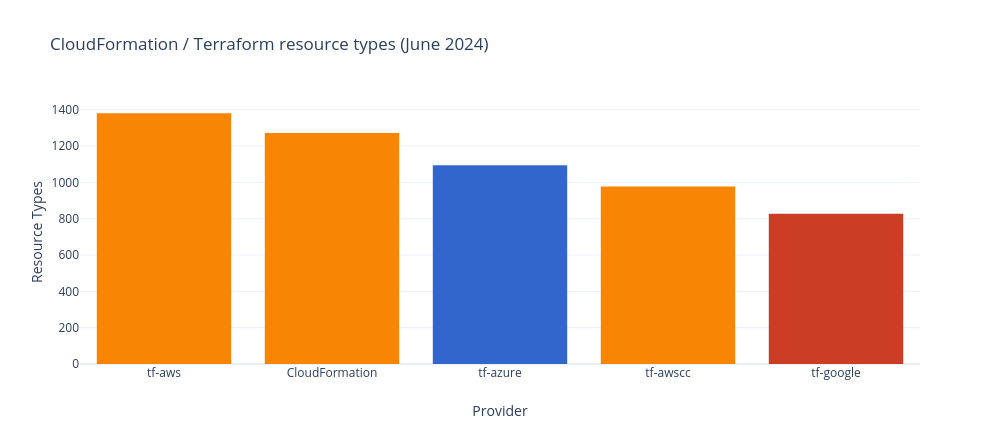 CloudFormation / Terraform resource types (June 2024)
1400
1200
1000
800
600
400
200
0
Resource Types
tf-aws
CloudFormation
tf-azure
tf-awscc
tf-google
Provider